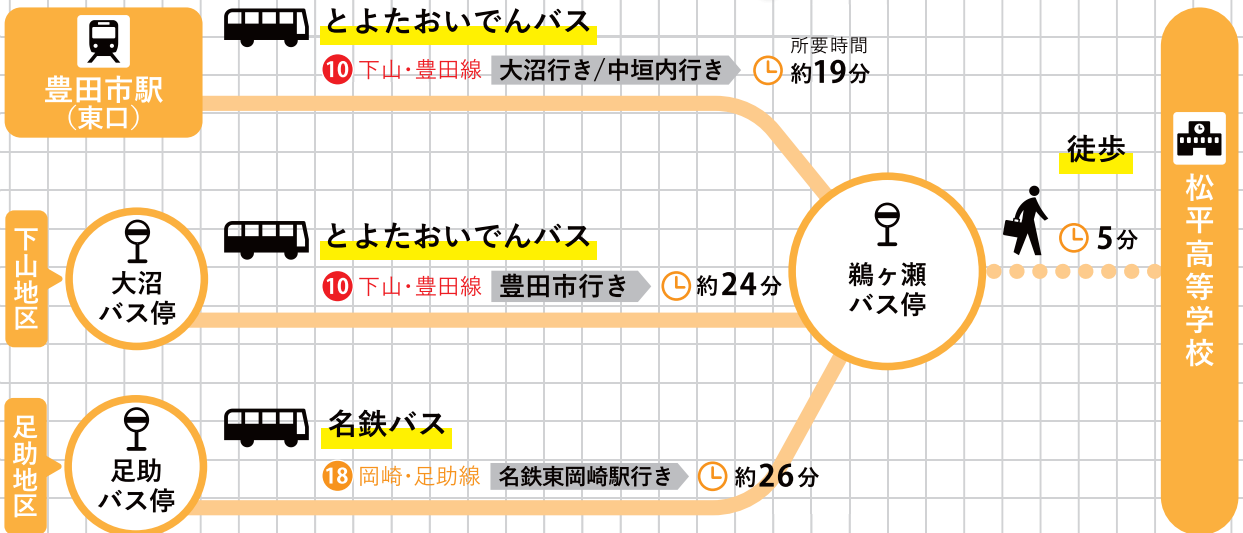 豊田市駅
（東口）
とよたおいでんバス
10 下山・豊田線 大沼行き/中垣内行き
所要時間
約19分
下山地区
大沼
バス停
とよたおいでんバス
10 下山・豊田線 豊田市行き 約24分
足助地区
足助
バス停
名鉄バス
18 岡崎・足助線 名鉄東岡崎駅行き 約26分
鵜ヶ瀬
バス停
徒歩
5分
松平高等学校